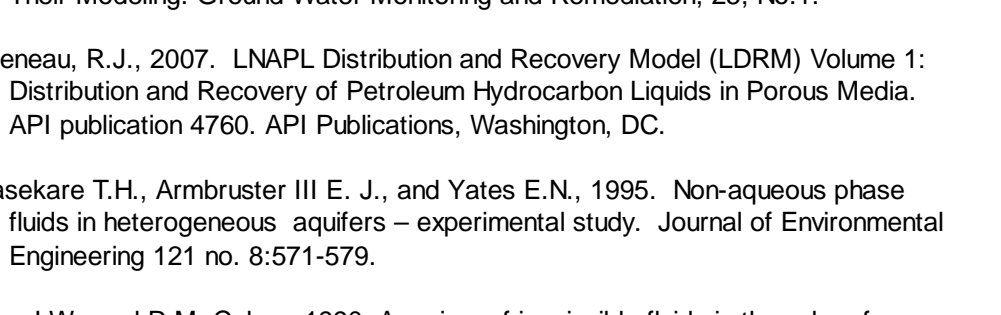 Their Modeling. Ground Water Monitoring and Remediation, 23, No.1.
eneau, R.J., 2007. LNAPL Distribution and Recovery Model (LDRM) Volume 1:
Distribution and Recovery of Petroleum Hydrocarbon Liquids in Porous Media.
API publication 4760. API Publications, Washington, DC.
asekare T.H., Armbruster III E. J., and Yates E.N., 1995. Non-aqueous phase
fluids in heterogeneous aquifers – experimental study. Journal of Environmental
Engineering 121 no. 8:571-579.